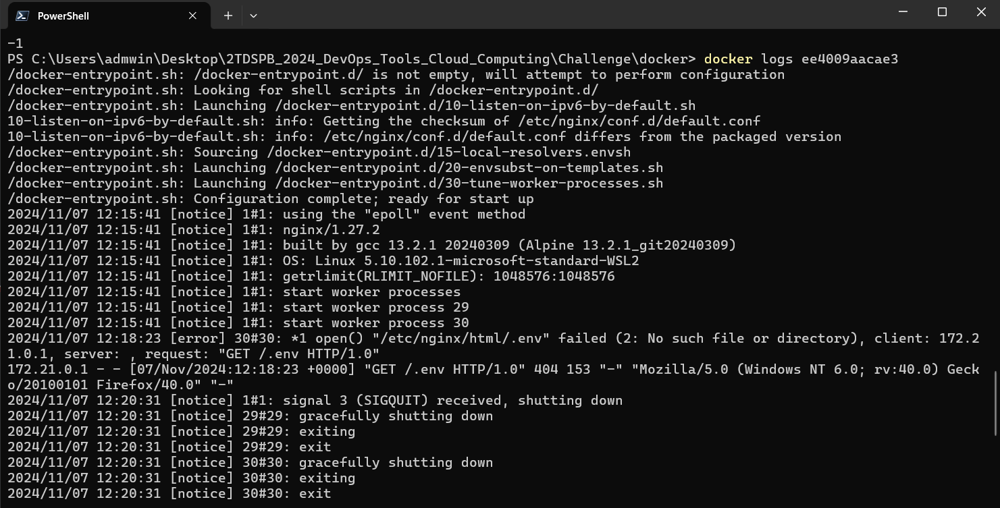 PowerShell
-1
PS C:\Users\admwin\Desktop\2TDSPB_2024_DevOps_Tools_Cloud_Computing\Challenge\docker> docker logs ee4009aacae3
/docker-entrypoint.sh: /docker-entrypoint.d/ is not empty, will attempt to perform configuration
/docker-entrypoint.sh: Looking for shell scripts in /docker-entrypoint.d/
/docker-entrypoint.sh: Launching /docker-entrypoint.d/10-listen-on-ipv6-by-default.sh
10-listen-on-ipv6-by-default.sh: info: Getting the checksum of /etc/nginx/conf.d/default.conf
10-listen-on-ipv6-by-default.sh: info: /etc/nginx/conf.d/default.conf differs from the packaged version
/docker-entrypoint.sh: Sourcing /docker-entrypoint.d/15-local-resolvers.envsh
/docker-entrypoint.sh: Launching /docker-entrypoint.d/20-envsubst-on-templates.sh
/docker-entrypoint.sh: Launching /docker-entrypoint.d/30-tune-worker-processes.sh
/docker-entrypoint.sh: Configuration complete; ready for start up
2024/11/07 12:15:41 [notice] 1#1: using the "epoll" event method
2024/11/07 12:15:41 [notice] 1#1: nginx/1.27.2
2024/11/07 12:15:41 [notice] 1#1: built by gcc 13.2.1 20240309 (Alpine 13.2.1_git20240309)
2024/11/07 12:15:41 [notice] 1#1: OS: Linux 5.10.102.1-microsoft-standard-WSL2
2024/11/07 12:15:41 [notice] 1#1: getrlimit(RLIMIT_NOFILE): 1048576:1048576
2024/11/07 12:15:41 [notice] 1#1: start worker processes
2024/11/07 12:15:41 [notice] 1#1: start worker process 29
2024/11/07 12:15:41 [notice] 1#1: start worker process 30
2024/11/07 12:18:23 [error] 30#30: *1 open() "/etc/nginx/html/.env" failed (2: No such file or directory), client: 172.2
1.0.1, server: , request: "GET /.env HTTP/1.0"
172.21.0.1 - - [07/Nov/2024:12:18:23 +0000] "GET /.env HTTP/1.0" 404 153 "-" "Mozilla/5.0 (Windows NT 6.0; rv:40.0) Geck
o/20100101 Firefox/40.0" "-"
2024/11/07 12:20:31 [notice] 1#1: signal 3 (SIGQUIT) received, shutting down
2024/11/07 12:20:31 [notice] 29#29: gracefully shutting down
2024/11/07 12:20:31 [notice] 29#29: exiting
2024/11/07 12:20:31 [notice] 29#29: exit
2024/11/07 12:20:31 [notice] 30#30: gracefully shutting down
2024/11/07 12:20:31 [notice] 30#30: exiting
2024/11/07 12:20:31 [notice] 30#30: exit